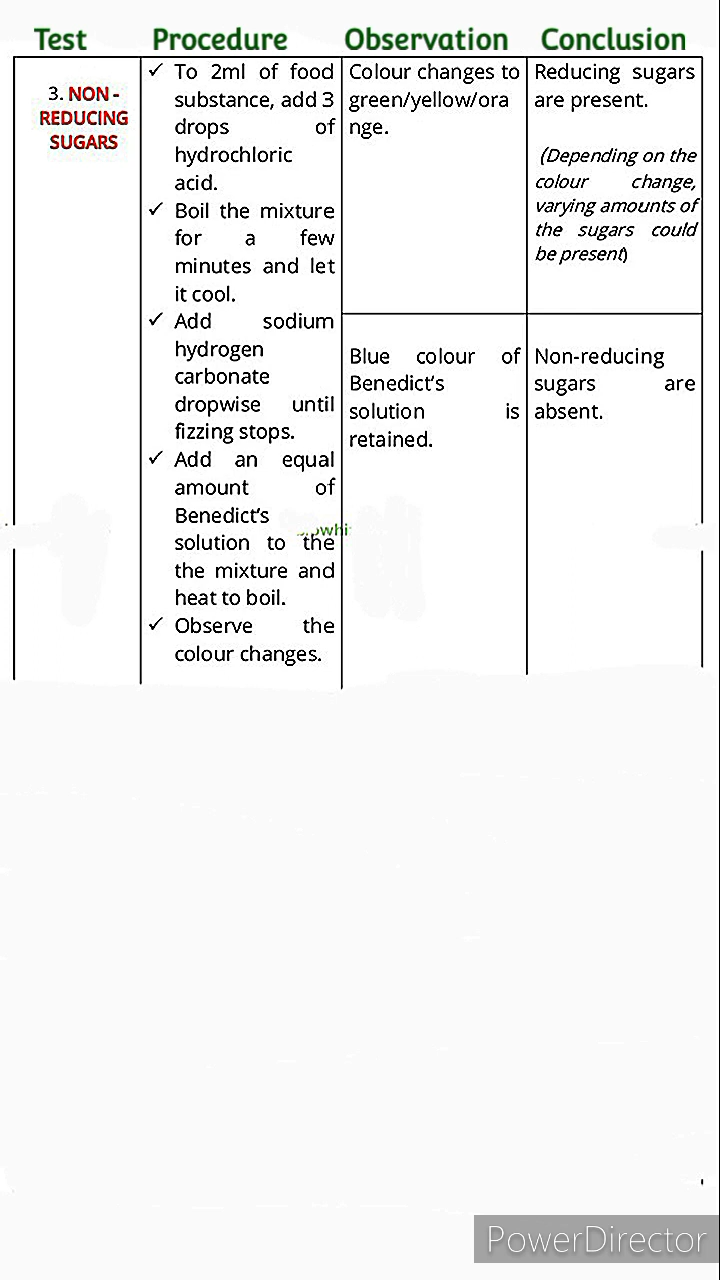 Test Procedure Observation Conclusion
3. NON -
REDUCING
SUGARS
✓ To 2ml of food
substance, add 3
drops of
hydrochloric
acid.
✓ Boil the mixture
for a few
minutes and let
it cool.
✓ Add sodium
hydrogen
carbonate
dropwise until
fizzing stops.
✓ Add an equal
amount of
Benedict's
solution to the
the mixture and
heat to boil.
✓ Observe the
colour changes.
Colour changes to
green/yellow/ora
nge.
Reducing sugars
are present.
(Depending on the
colour change,
varying amounts of
the sugars could
be present)
Blue colour of
Benedict's
solution is
retained.
Non-reducing
sugars are
absent.
PowerDirector